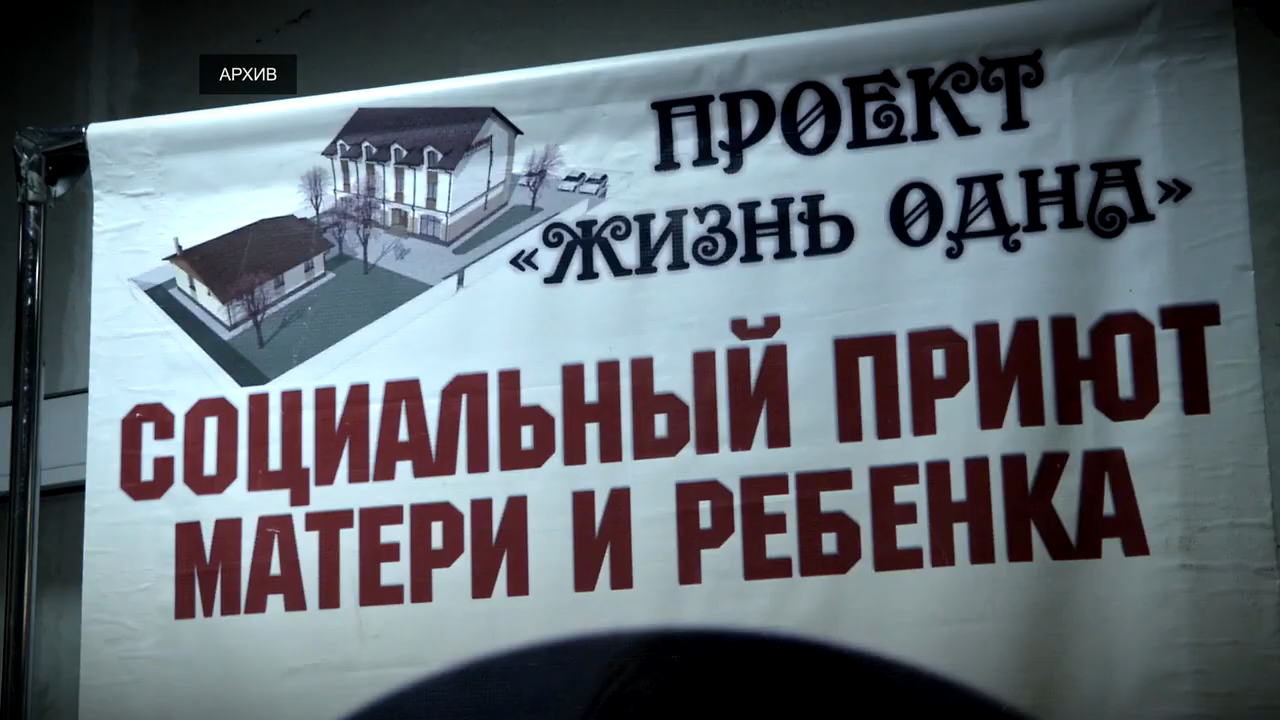 АРХИВ
ПРОЕКТ
«ЖИЗНЬ ОДНА»
СОЦИАЛЬНЫЙ ПРИЮТ
МАТЕРИ И РЕБЕНКА